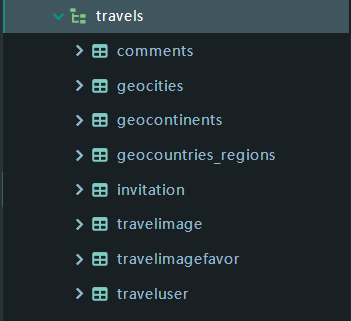 travels
comments
geocities
geocontinents
geocountries_regions
invitation
travelimage
travelimagefavor
traveluser